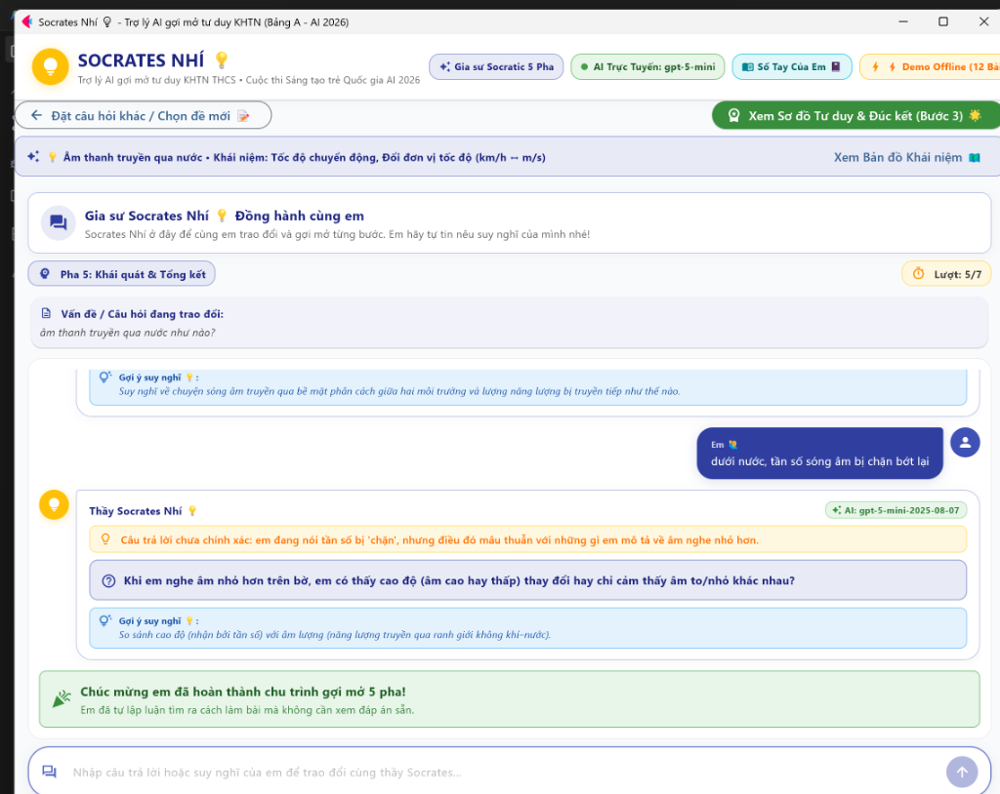 Socrates Nhí 💡 - Trợ lý AI gợi mở tư duy KHTN (Bảng A - AI 2026)
SOCRATES NHÍ 💡
Trợ lý AI gợi mở tư duy KHTN THCS • Cuộc thi Sáng tạo trẻ Quốc gia AI 2026
Gia sư Socratic 5 Pha
AI Trực Tuyến: gpt-5-mini
Sổ Tay Của Em 📓
⚡ Demo Offline (12 Bà
Đặt câu hỏi khác / Chọn đề mới 📝
Xem Sơ đồ Tư duy & Đúc kết (Bước 3) 🌟
💡 Âm thanh truyền qua nước • Khái niệm: Tốc độ chuyển động, Đổi đơn vị tốc độ (km/h ↔ m/s)
Xem Bản đồ Khái niệm 🗺️
Gia sư Socrates Nhí 💡 Đồng hành cùng em
Socrates Nhí ở đây để cùng em trao đổi và gợi mở từng bước. Em hãy tự tin nêu suy nghĩ của mình nhé!
Pha 5: Khái quát & Tổng kết
Lượt: 5/7
Vấn đề / Câu hỏi đang trao đổi:
âm thanh truyền qua nước như nào?
Gợi ý suy nghĩ 💡 :
Suy nghĩ về chuyện sóng âm truyền qua bề mặt phân cách giữa hai môi trường và lượng năng lượng bị truyền tiếp như thế nào.
Em 🙋
dưới nước, tần số sóng âm bị chặn bớt lại
Thầy Socrates Nhí 💡
AI: gpt-5-mini-2025-08-07
Câu trả lời chưa chính xác: em đang nói tần số bị 'chặn', nhưng điều đó mâu thuẫn với những gì em mô tả về âm nghe nhỏ hơn.
Khi em nghe âm nhỏ hơn trên bờ, em có thấy cao độ (âm cao hay thấp) thay đổi hay chỉ cảm thấy âm to/nhỏ khác nhau?
Gợi ý suy nghĩ 💡 :
So sánh cao độ (nhận bởi tần số) với âm lượng (năng lượng truyền qua ranh giới không khí–nước).
Chúc mừng em đã hoàn thành chu trình gợi mở 5 pha!
Em đã tự lập luận tìm ra cách làm bài mà không cần xem đáp án sẵn.
Nhập câu trả lời hoặc suy nghĩ của em để trao đổi cùng thầy Socrates...